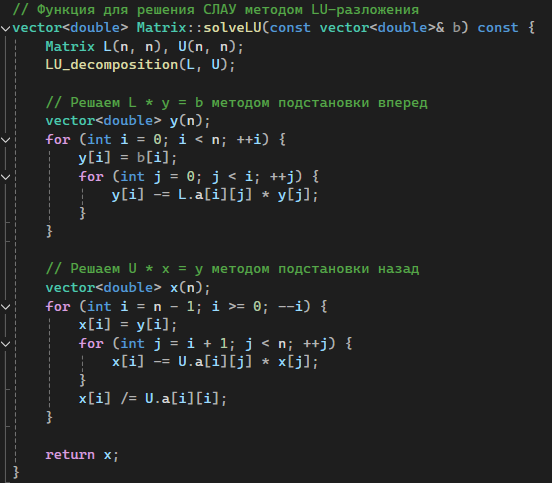 // Функция для решения СЛАУ методом LU-разложения
vector<double> Matrix::solveLU(const vector<double>& b) const {
    Matrix L(n, n), U(n, n);
    LU_decomposition(L, U);

    // Решаем L * y = b методом подстановки вперед
    vector<double> y(n);
    for (int i = 0; i < n; ++i) {
        y[i] = b[i];
        for (int j = 0; j < i; ++j) {
            y[i] -= L.a[i][j] * y[j];
        }
    }

    // Решаем U * x = y методом подстановки назад
    vector<double> x(n);
    for (int i = n - 1; i >= 0; --i) {
        x[i] = y[i];
        for (int j = i + 1; j < n; ++j) {
            x[i] -= U.a[i][j] * x[j];
        }
        x[i] /= U.a[i][i];
    }

    return x;
}